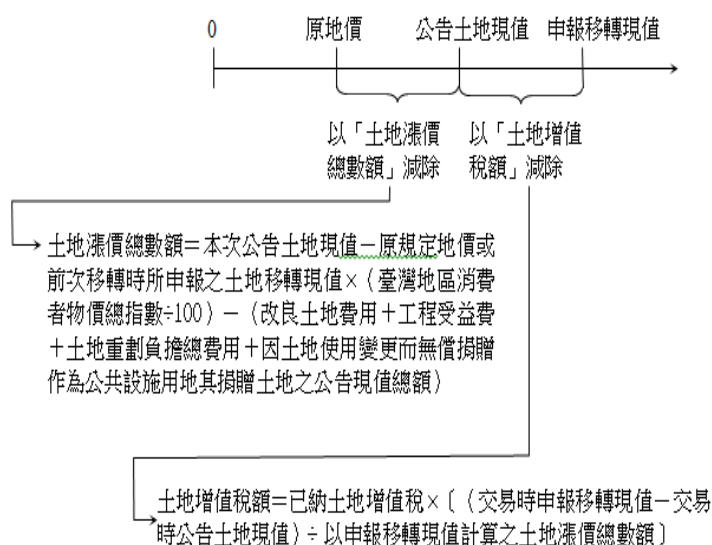 0 原地價 公告土地現值 申報移轉現值
以「土地漲價
總數額」減除
以「土地增值
稅額」減除
土地漲價總數額＝本次公告土地現值－原規定地價或
前次移轉時所申報之土地移轉現值×（臺灣地區消費
者物價總指數÷100）－（改良土地費用＋工程受益費
＋土地重劃負擔總費用＋因土地使用變更而無償捐贈
作為公共設施用地其捐贈土地之公告現值總額）
土地增值稅額＝已納土地增值稅×〔（交易時申報移轉現值－交易
時公告土地現值）÷以申報移轉現值計算之土地漲價總數額〕